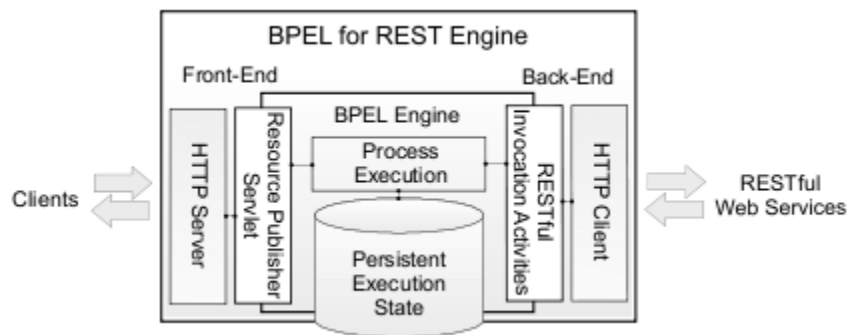 BPEL for REST Engine
Front-End
Back-End
BPEL Engine
HTTP Server
Resource Publisher
Servlet
Process
Execution
Persistent
Execution
State
RESTful
Invocation Activities
HTTP Client
Clients
RESTful
Web Services